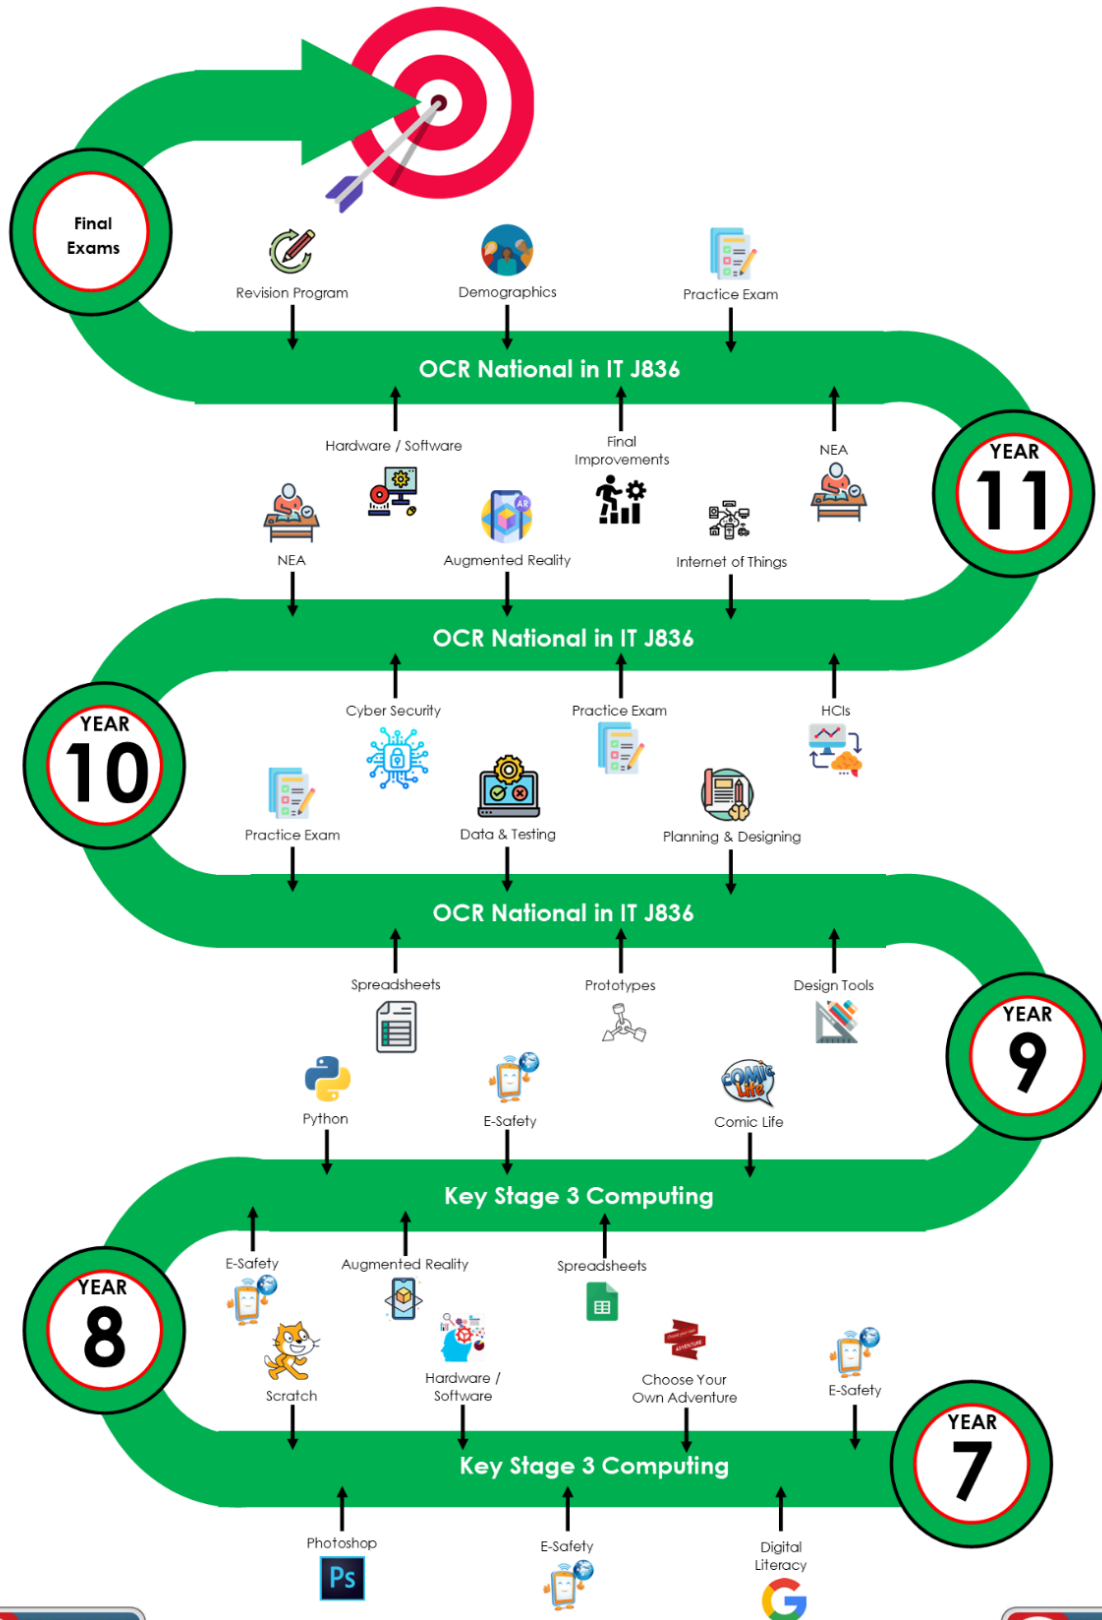 Final
Exams
Revision Program
Demographics
Practice Exam
OCR National in IT J836
Hardware / Software
Final
Improvements
NEA
YEAR
11
AR
NEA
Augmented Reality
Internet of Things
OCR National in IT J836
Cyber Security
Practice Exam
HCIs
YEAR
10
Practice Exam
Data & Testing
Planning & Designing
OCR National in IT J836
Spreadsheets
Prototypes
Design Tools
YEAR
9
COMIC
Life
Python
E-Safety
Comic Life
Key Stage 3 Computing
E-Safety
Augmented Reality
Spreadsheets
YEAR
8
ADVENTURE
Scratch
Hardware /
Software
Choose Your
Own Adventure
E-Safety
YEAR
7
Key Stage 3 Computing
Photoshop
E-Safety
Digital
Literacy
Ps
G